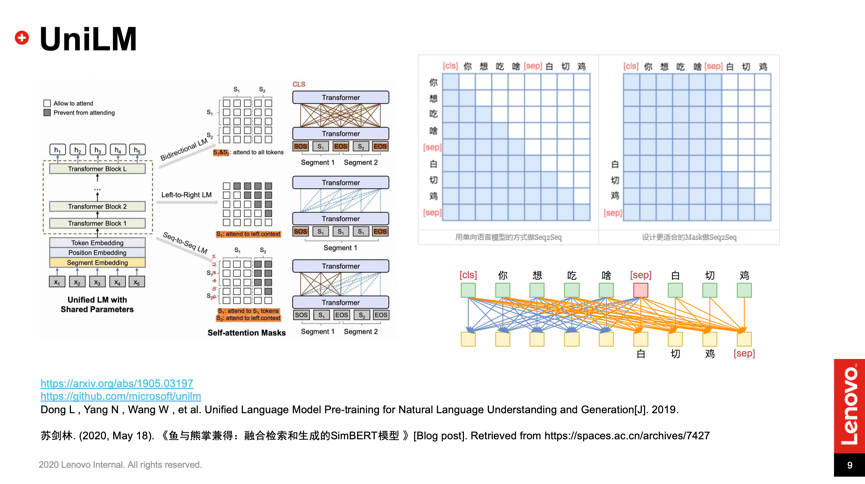 UniLM
Allow to attend
Prevent from attending
h1 h2 h3 h4 h5
Transformer Block L
...
Transformer Block 2
Transformer Block 1
Token Embedding
Position Embedding
Segment Embedding
x1 x2 x3 x4 x5
Unified LM with
Shared Parameters
Bidirectional LM
Left-to-Right LM
Seq-to-Seq LM
S1 S2
S1
S2
S1&S2: attend to all tokens
S1: attend to left context
S1 S2
S1
S2
1
2
3
4
5
6
S1: attend to S1 tokens
S2: attend to left context
Self-attention Masks
CLS
Transformer
Transformer
SOS S1 EOS S2 EOS
Segment 1 Segment 2
Transformer
Transformer
SOS S1 S1 S1 EOS
Segment 1
Transformer
Transformer
SOS S1 EOS S2 EOS
Segment 1 Segment 2
[cls] 你 想 吃 啥 [sep] 白 切 鸡
你
想
吃
啥
[sep]
白
切
鸡
[sep]
用单向语言模型的方式做Seq2Seq
[cls] 你 想 吃 啥 [sep] 白 切 鸡
白
切
鸡
[sep]
设计更适合的Mask做Seq2Seq
[cls] 你 想 吃 啥 [sep] 白 切 鸡
白 切 鸡 [sep]
https://arxiv.org/abs/1905.03197
https://github.com/microsoft/unilm
Dong L , Yang N , Wang W , et al. Unified Language Model Pre-training for Natural Language Understanding and Generation[J]. 2019.
苏剑林. (2020, May 18). 《鱼与熊掌兼得：融合检索和生成的SimBERT模型 》[Blog post]. Retrieved from https://spaces.ac.cn/archives/7427
2020 Lenovo Internal. All rights reserved.
Lenovo
9